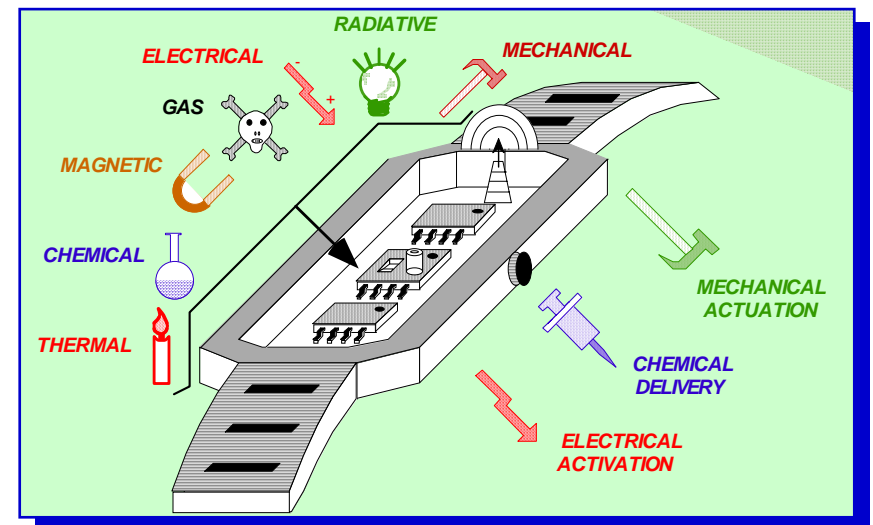 RADIATIVE
ELECTRICAL
-
+
MECHANICAL
GAS
MAGNETIC
CHEMICAL
THERMAL
MECHANICAL
ACTUATION
CHEMICAL
DELIVERY
ELECTRICAL
ACTIVATION